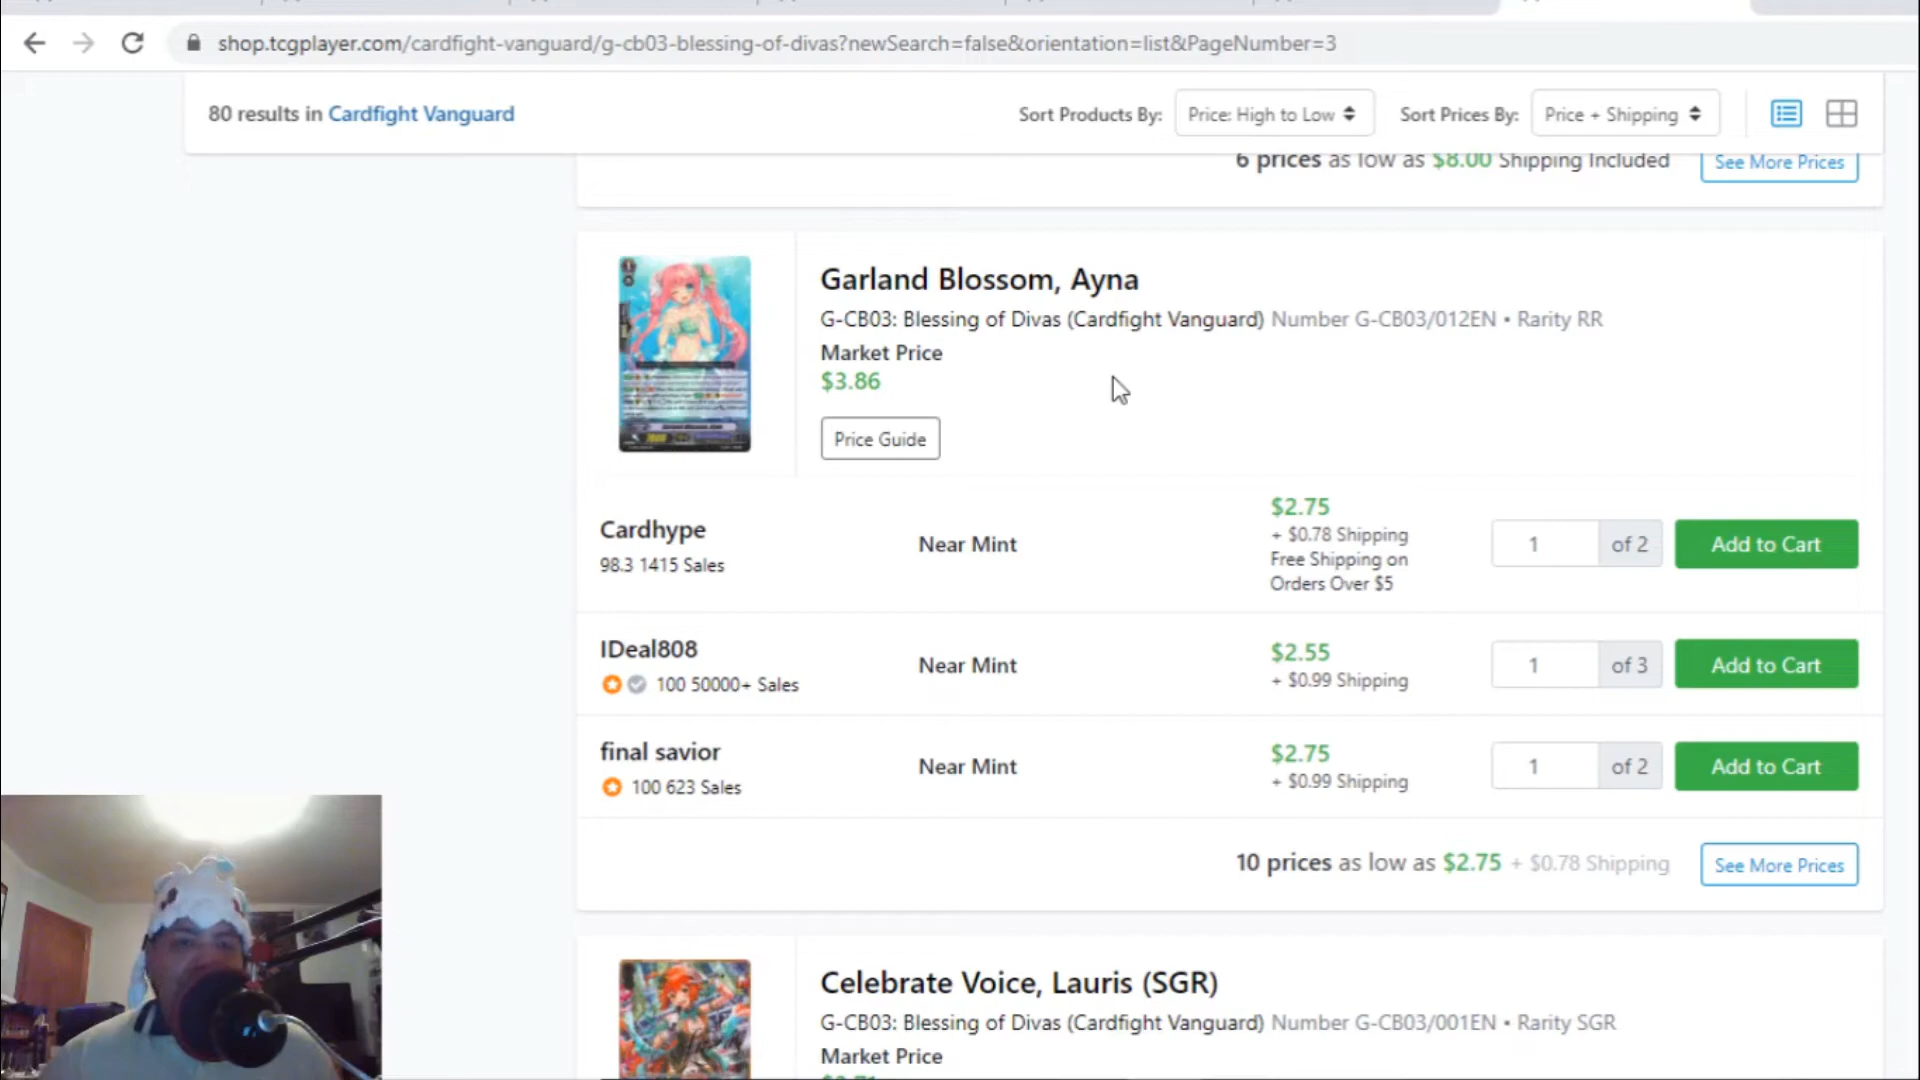 shop.tcgplayer.com/cardfight-vanguard/g-cb03-blessing-of-divas?newSearch=false&orientation=list&PageNumber=3
80 results in Cardfight Vanguard
Sort Products By: Price: High to Low Sort Prices By: Price + Shipping
6 prices as low as $8.00 Shipping Included See More Prices
Garland Blossom, Ayna
G-CB03: Blessing of Divas (Cardfight Vanguard) Number G-CB03/012EN • Rarity RR
Market Price
$3.86
Price Guide
Cardhype
98.3 1415 Sales
Near Mint
$2.75
+ $0.78 Shipping
Free Shipping on
Orders Over $5
1 of 2 Add to Cart
IDeal808
100 50000+ Sales
Near Mint
$2.55
+ $0.99 Shipping
1 of 3 Add to Cart
final savior
100 623 Sales
Near Mint
$2.75
+ $0.99 Shipping
1 of 2 Add to Cart
10 prices as low as $2.75 + $0.78 Shipping See More Prices
Celebrate Voice, Lauris (SGR)
G-CB03: Blessing of Divas (Cardfight Vanguard) Number G-CB03/001EN • Rarity SGR
Market Price